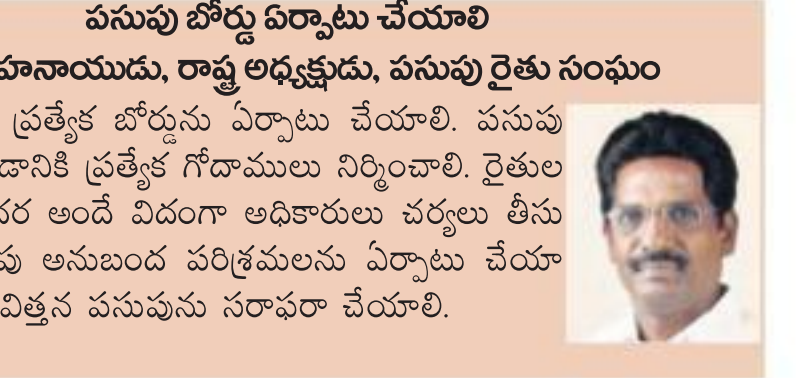 పసుపు బోర్డు ఏర్పాటు చేయాలి
హనాయుడు, రాష్ట్ర అధ్యక్షుడు, పసుపు రైతు సంఘం
ప్రత్యేక బోర్డును ఏర్పాటు చేయాలి. పసుపు
డానికి ప్రత్యేక గోదాములు నిర్మించాలి. రైతుల
దర అందే విదంగా అధికారులు చర్యలు తీసు
పు అనుబంద పరిశ్రమలను ఏర్పాటు చేయా
విత్తన పసుపును సరాఫరా చేయాలి.